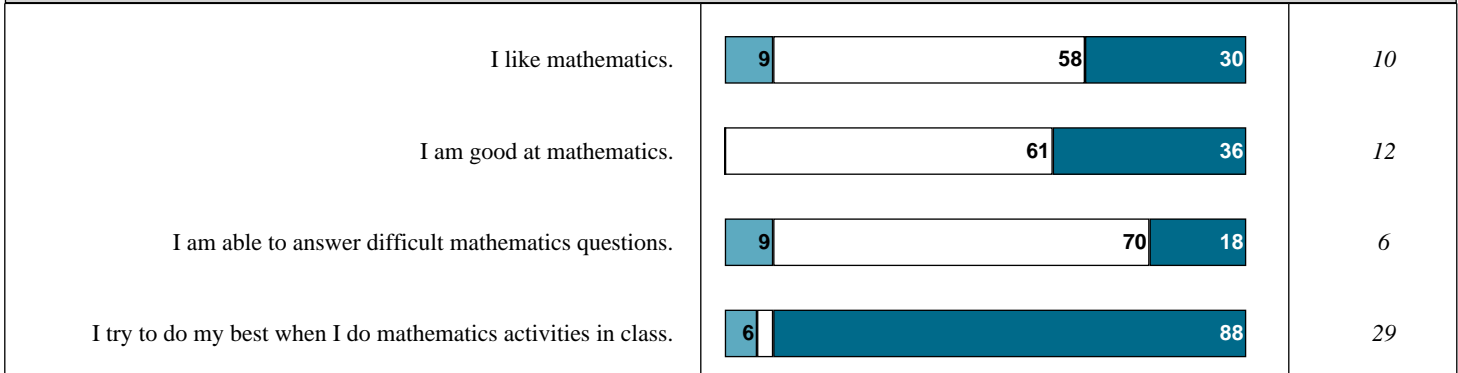 I like mathematics. 9 58 30 10
I am good at mathematics. 61 36 12
I am able to answer difficult mathematics questions. 9 70 18 6
I try to do my best when I do mathematics activities in class. 6 88 29